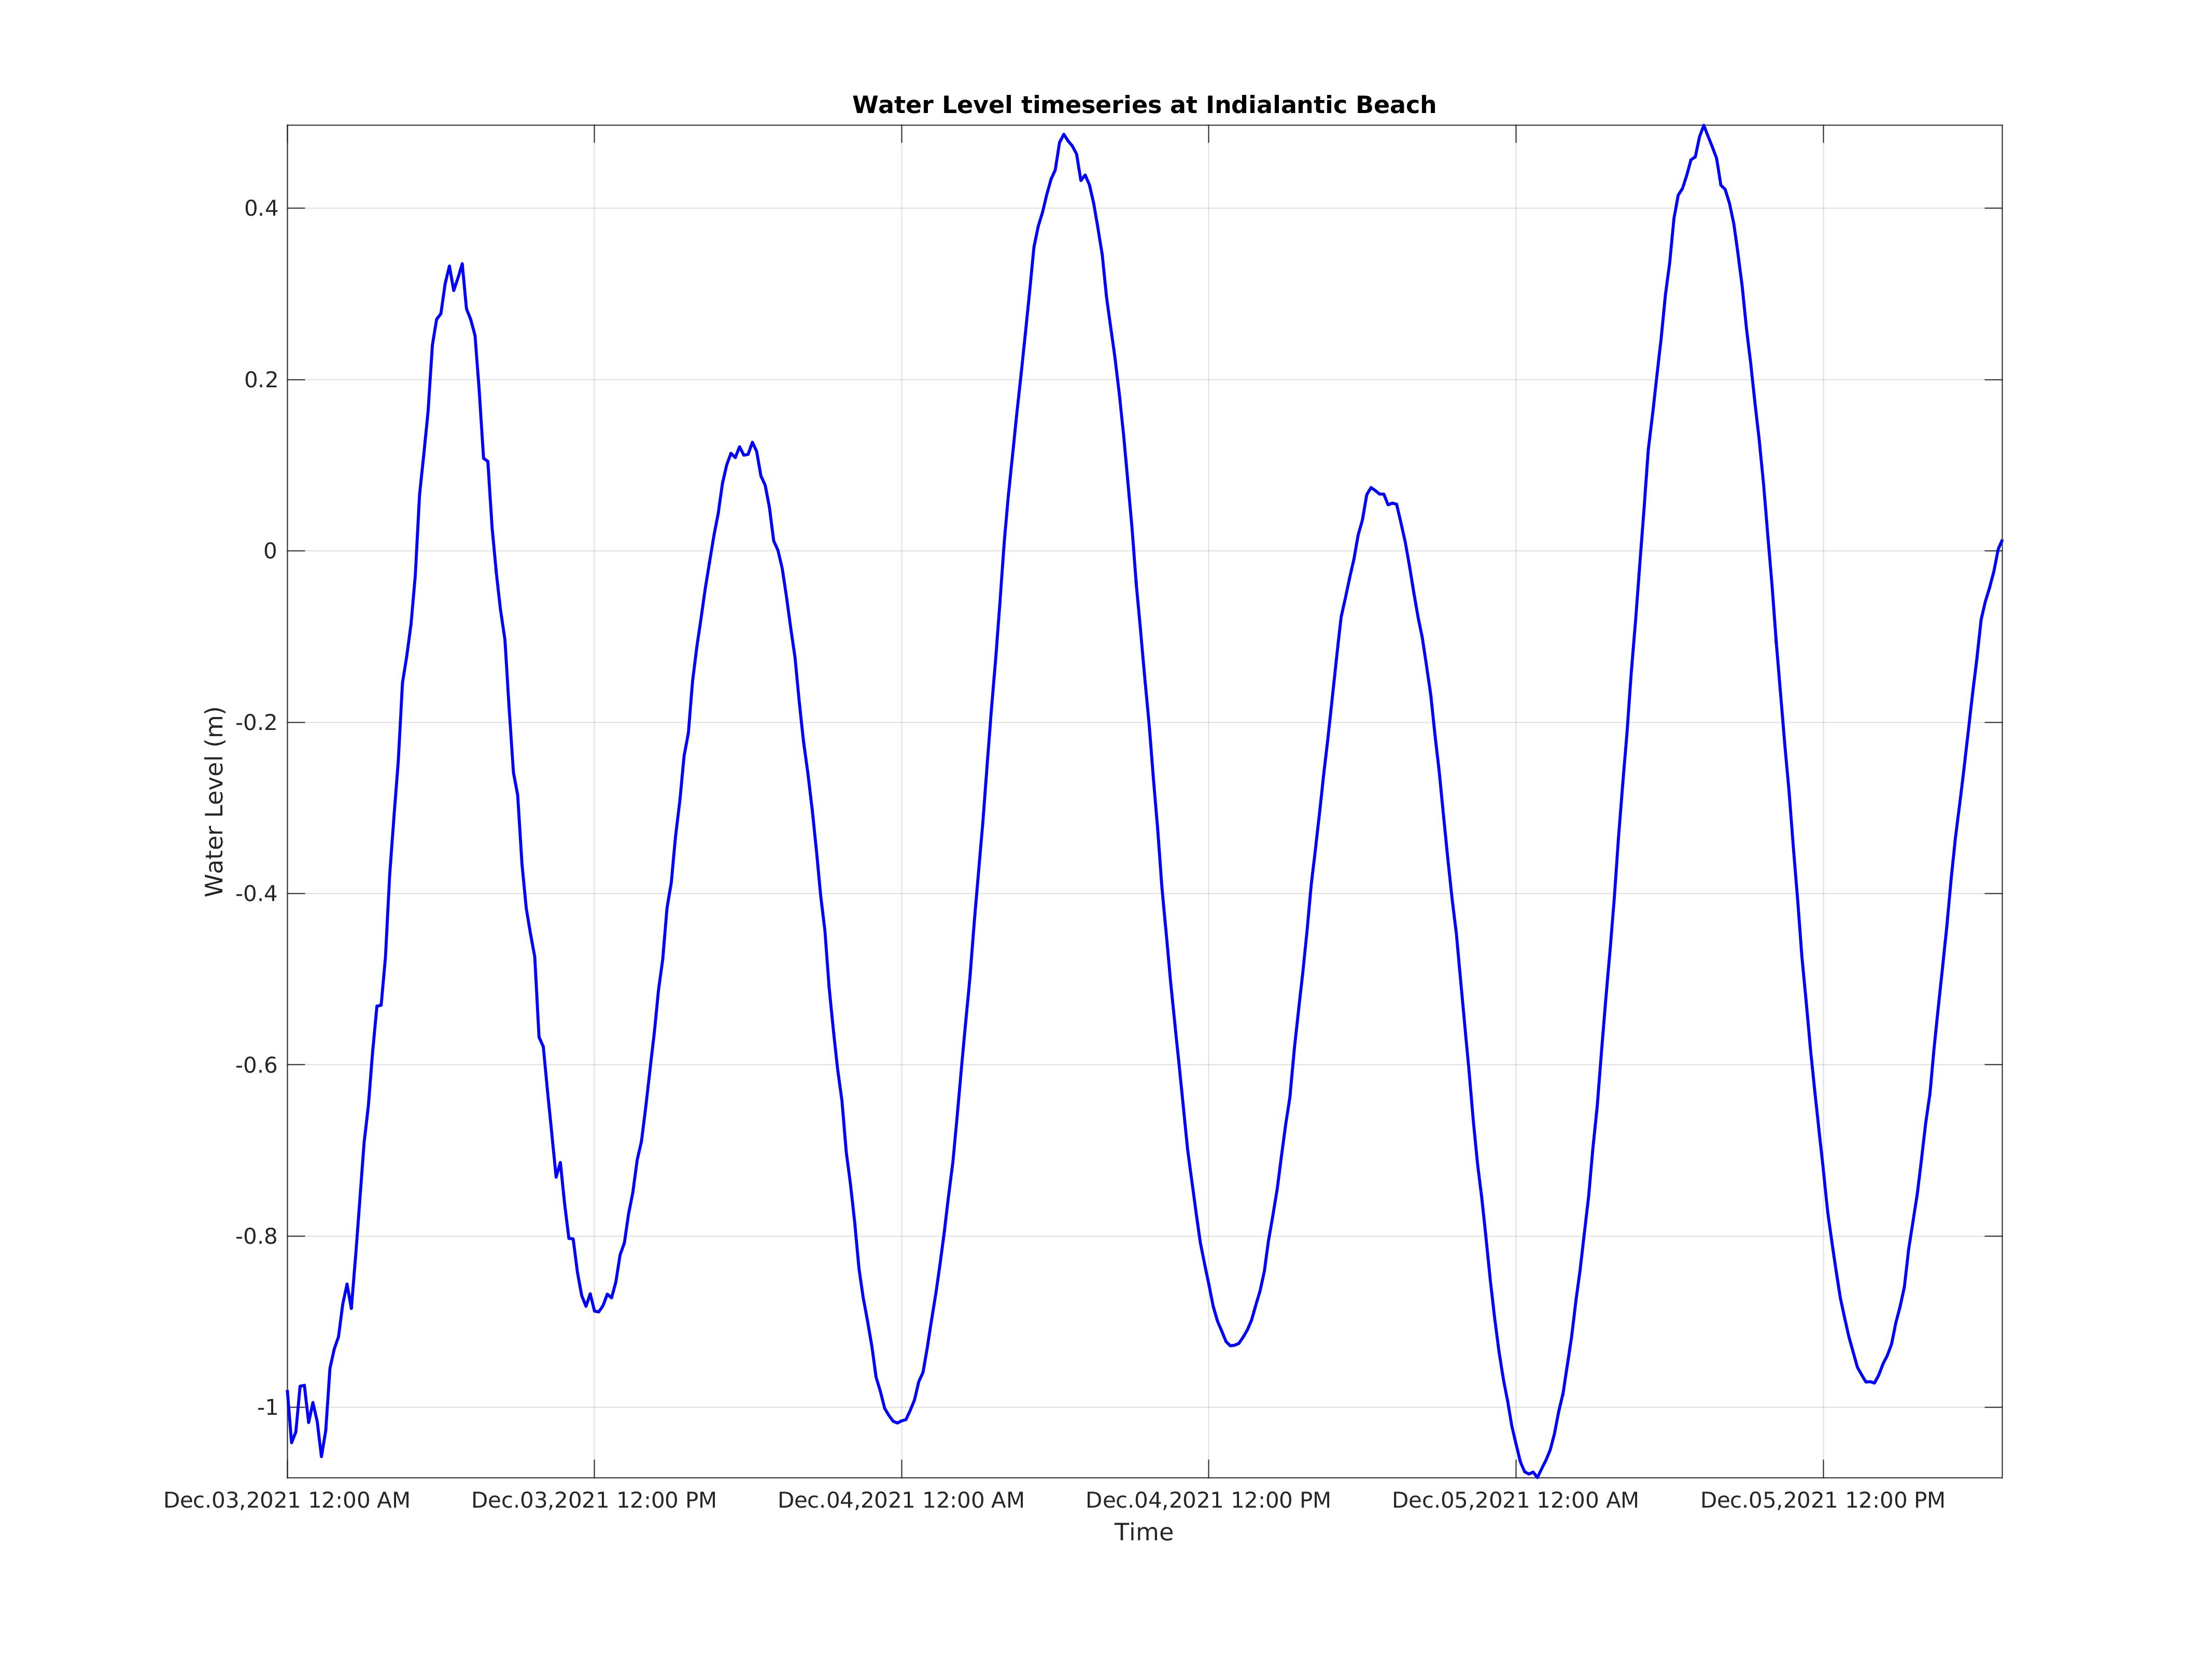 Water Level timeseries at Indialantic Beach
0.4
0.2
0
-0.2
-0.4
-0.6
-0.8
-1
Water Level (m)
Dec.03,2021 12:00 AM
Dec.03,2021 12:00 PM
Dec.04,2021 12:00 AM
Dec.04,2021 12:00 PM
Dec.05,2021 12:00 AM
Dec.05,2021 12:00 PM
Time